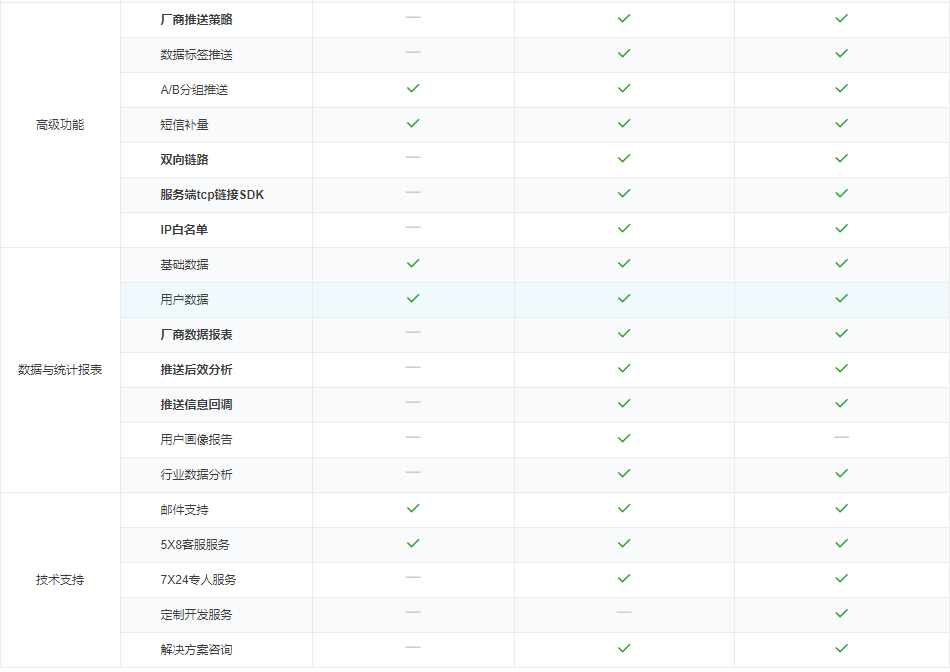 厂商推送策略 — ✓ ✓
数据标签推送 — ✓ ✓
A/B分组推送 ✓ ✓ ✓
高级功能 短信补量 ✓ ✓ ✓
双向链路 — ✓ ✓
服务端tcp链接SDK — ✓ ✓
IP白名单 — ✓ ✓
基础数据 ✓ ✓ ✓
用户数据 ✓ ✓ ✓
厂商数据报表 — ✓ ✓
数据与统计报表 推送后效分析 — ✓ ✓
推送信息回调 — ✓ ✓
用户画像报告 — ✓ —
行业数据分析 — ✓ ✓
邮件支持 ✓ ✓ ✓
5X8客服服务 ✓ ✓ ✓
技术支持 7X24专人服务 — ✓ ✓
定制开发服务 — — ✓
解决方案咨询 — ✓ ✓